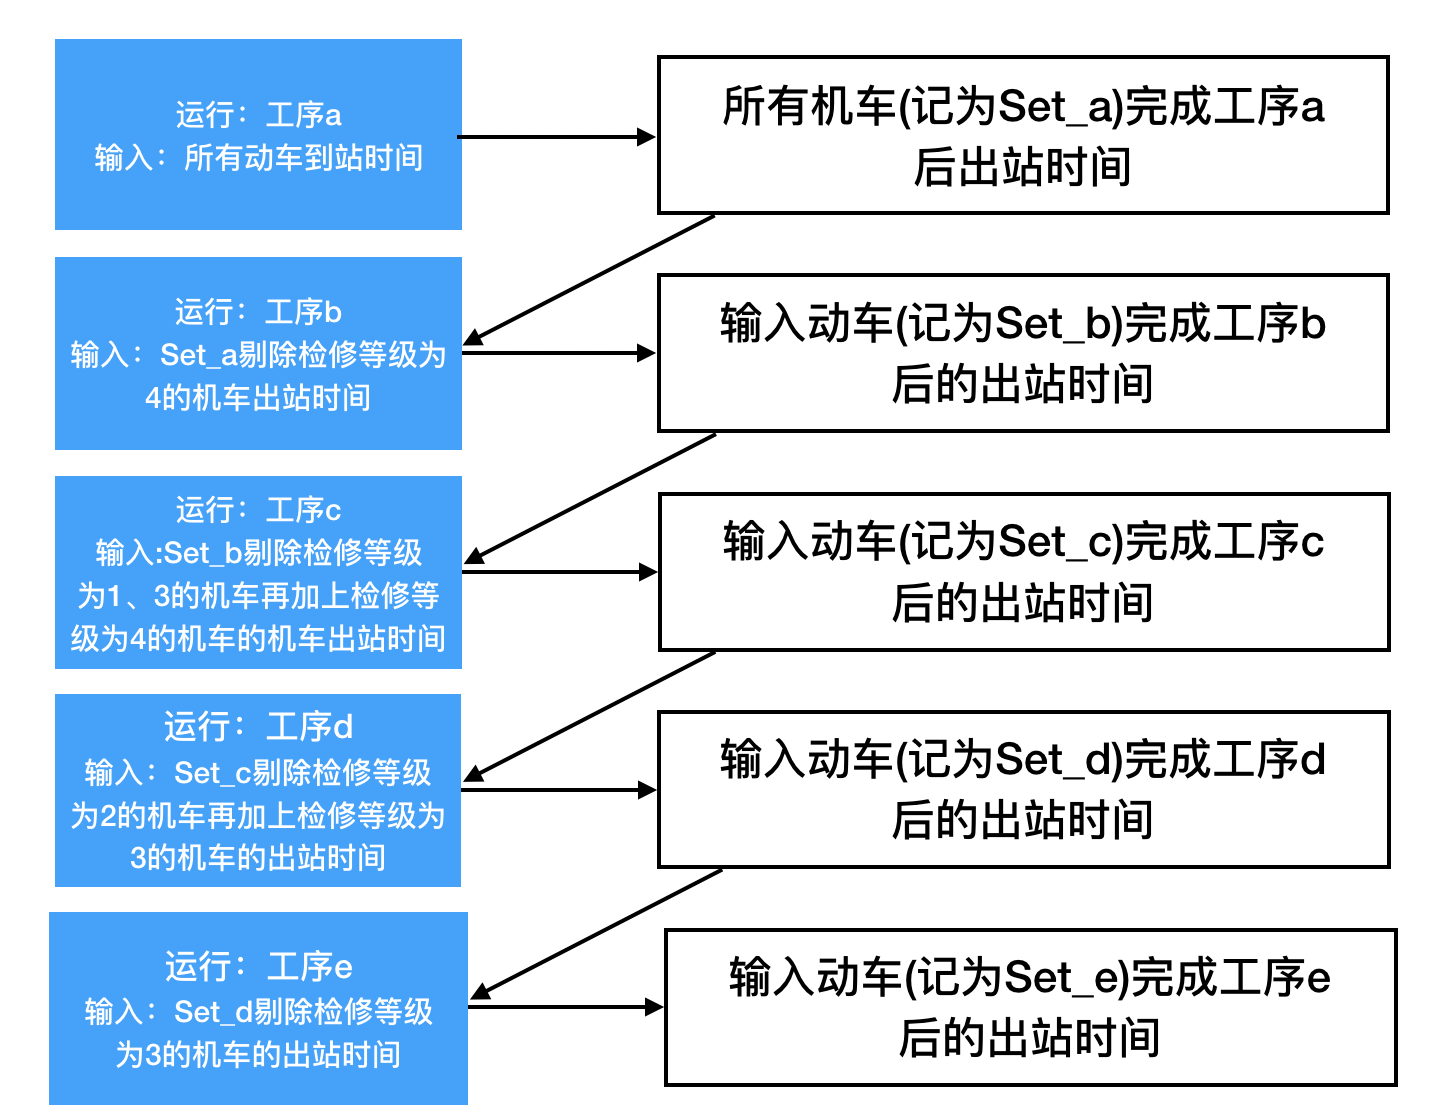 运行：工序a
输入：所有动车到站时间
所有机车(记为Set_a)完成工序a
后出站时间
运行：工序b
输入：Set_a剔除检修等级为
4的机车出站时间
输入动车(记为Set_b)完成工序b
后的出站时间
运行：工序c
输入:Set_b剔除检修等级
为1、3的机车再加上检修等
级为4的机车的机车出站时间
输入动车(记为Set_c)完成工序c
后的出站时间
运行：工序d
输入：Set_c剔除检修等级
为2的机车再加上检修等级为
3的机车的出站时间
输入动车(记为Set_d)完成工序d
后的出站时间
运行：工序e
输入：Set_d剔除检修等级
为3的机车的出站时间
输入动车(记为Set_e)完成工序e
后的出站时间